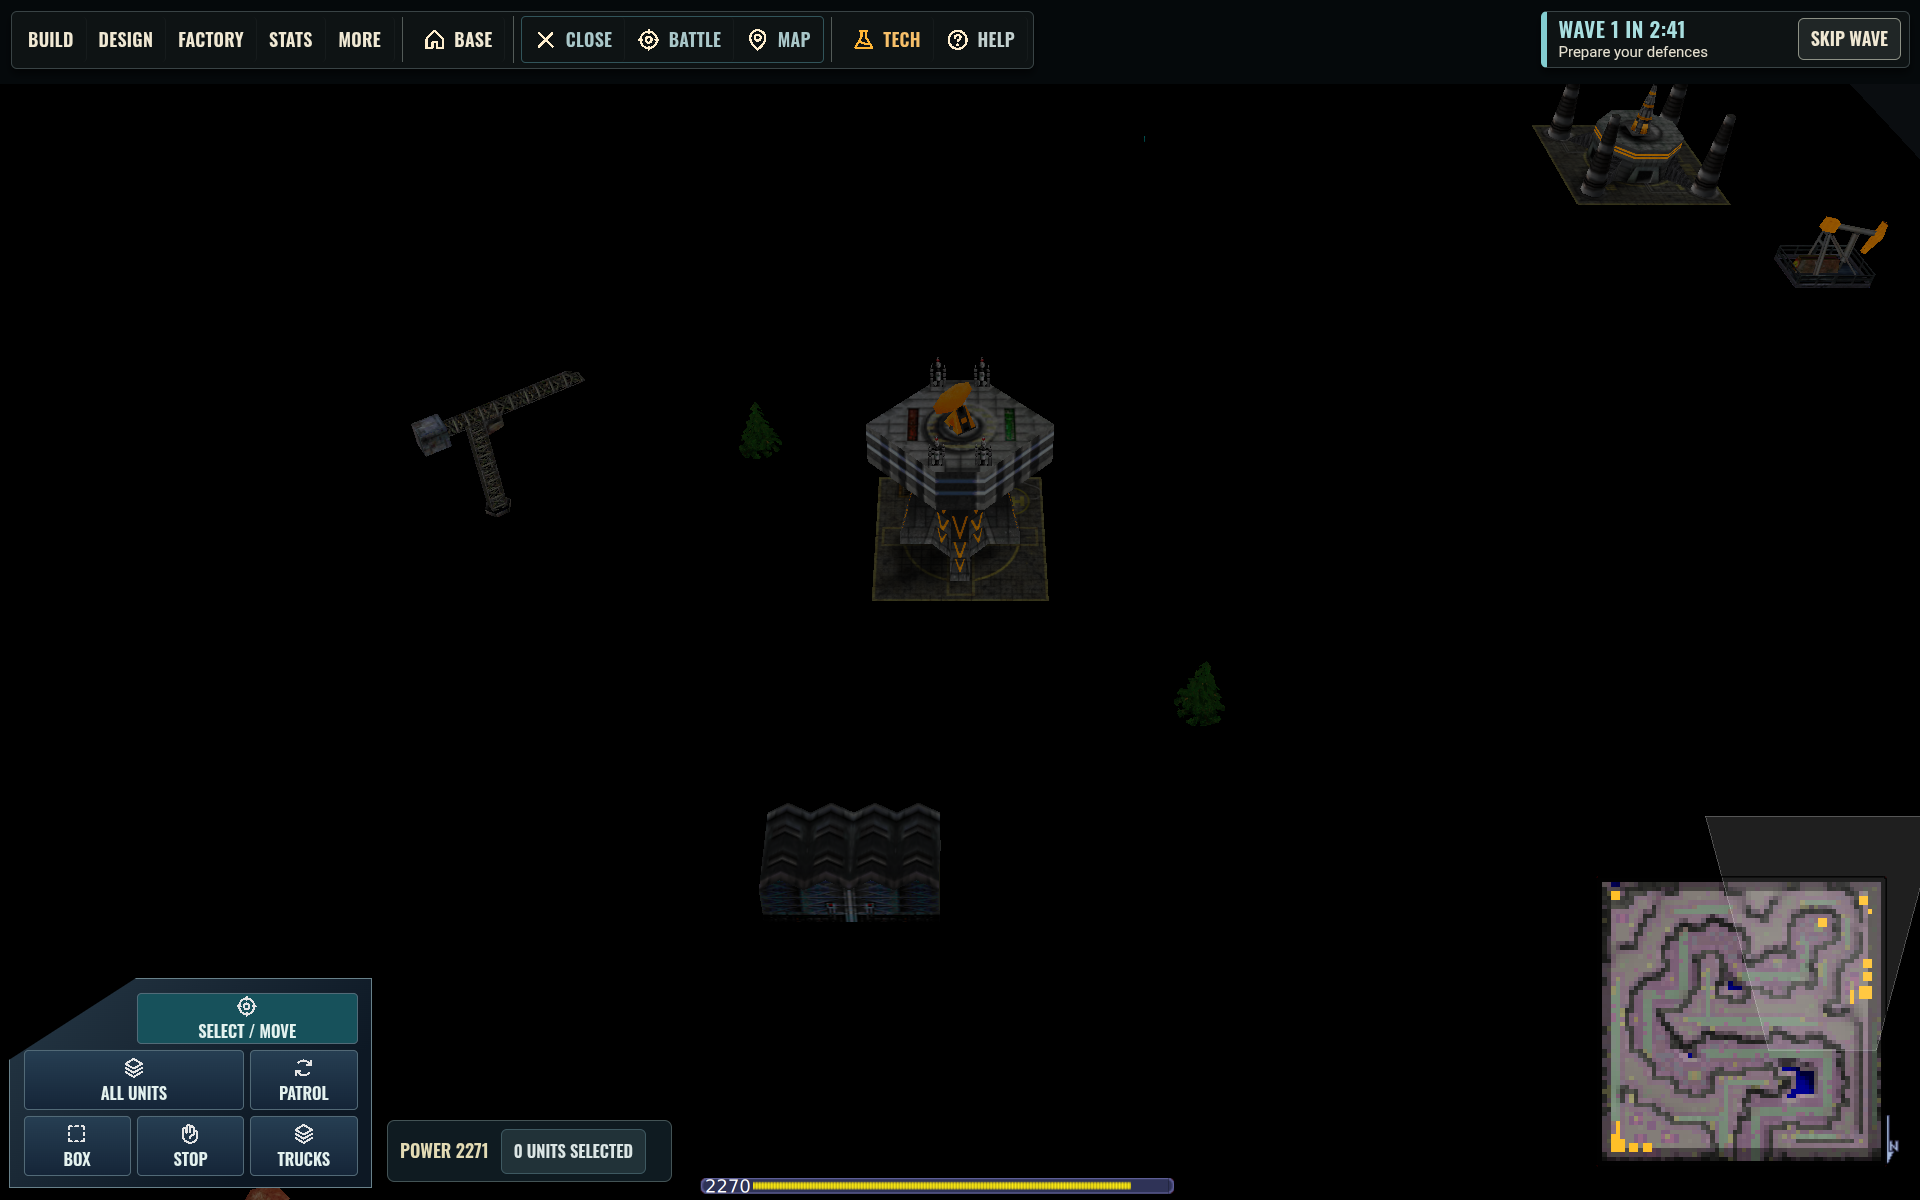 BUILD DESIGN FACTORY STATS MORE BASE CLOSE BATTLE MAP TECH HELP
WAVE 1 IN 2:41
Prepare your defences
SKIP WAVE
SELECT / MOVE
ALL UNITS PATROL
BOX STOP TRUCKS
POWER 2271 0 UNITS SELECTED
2270
N